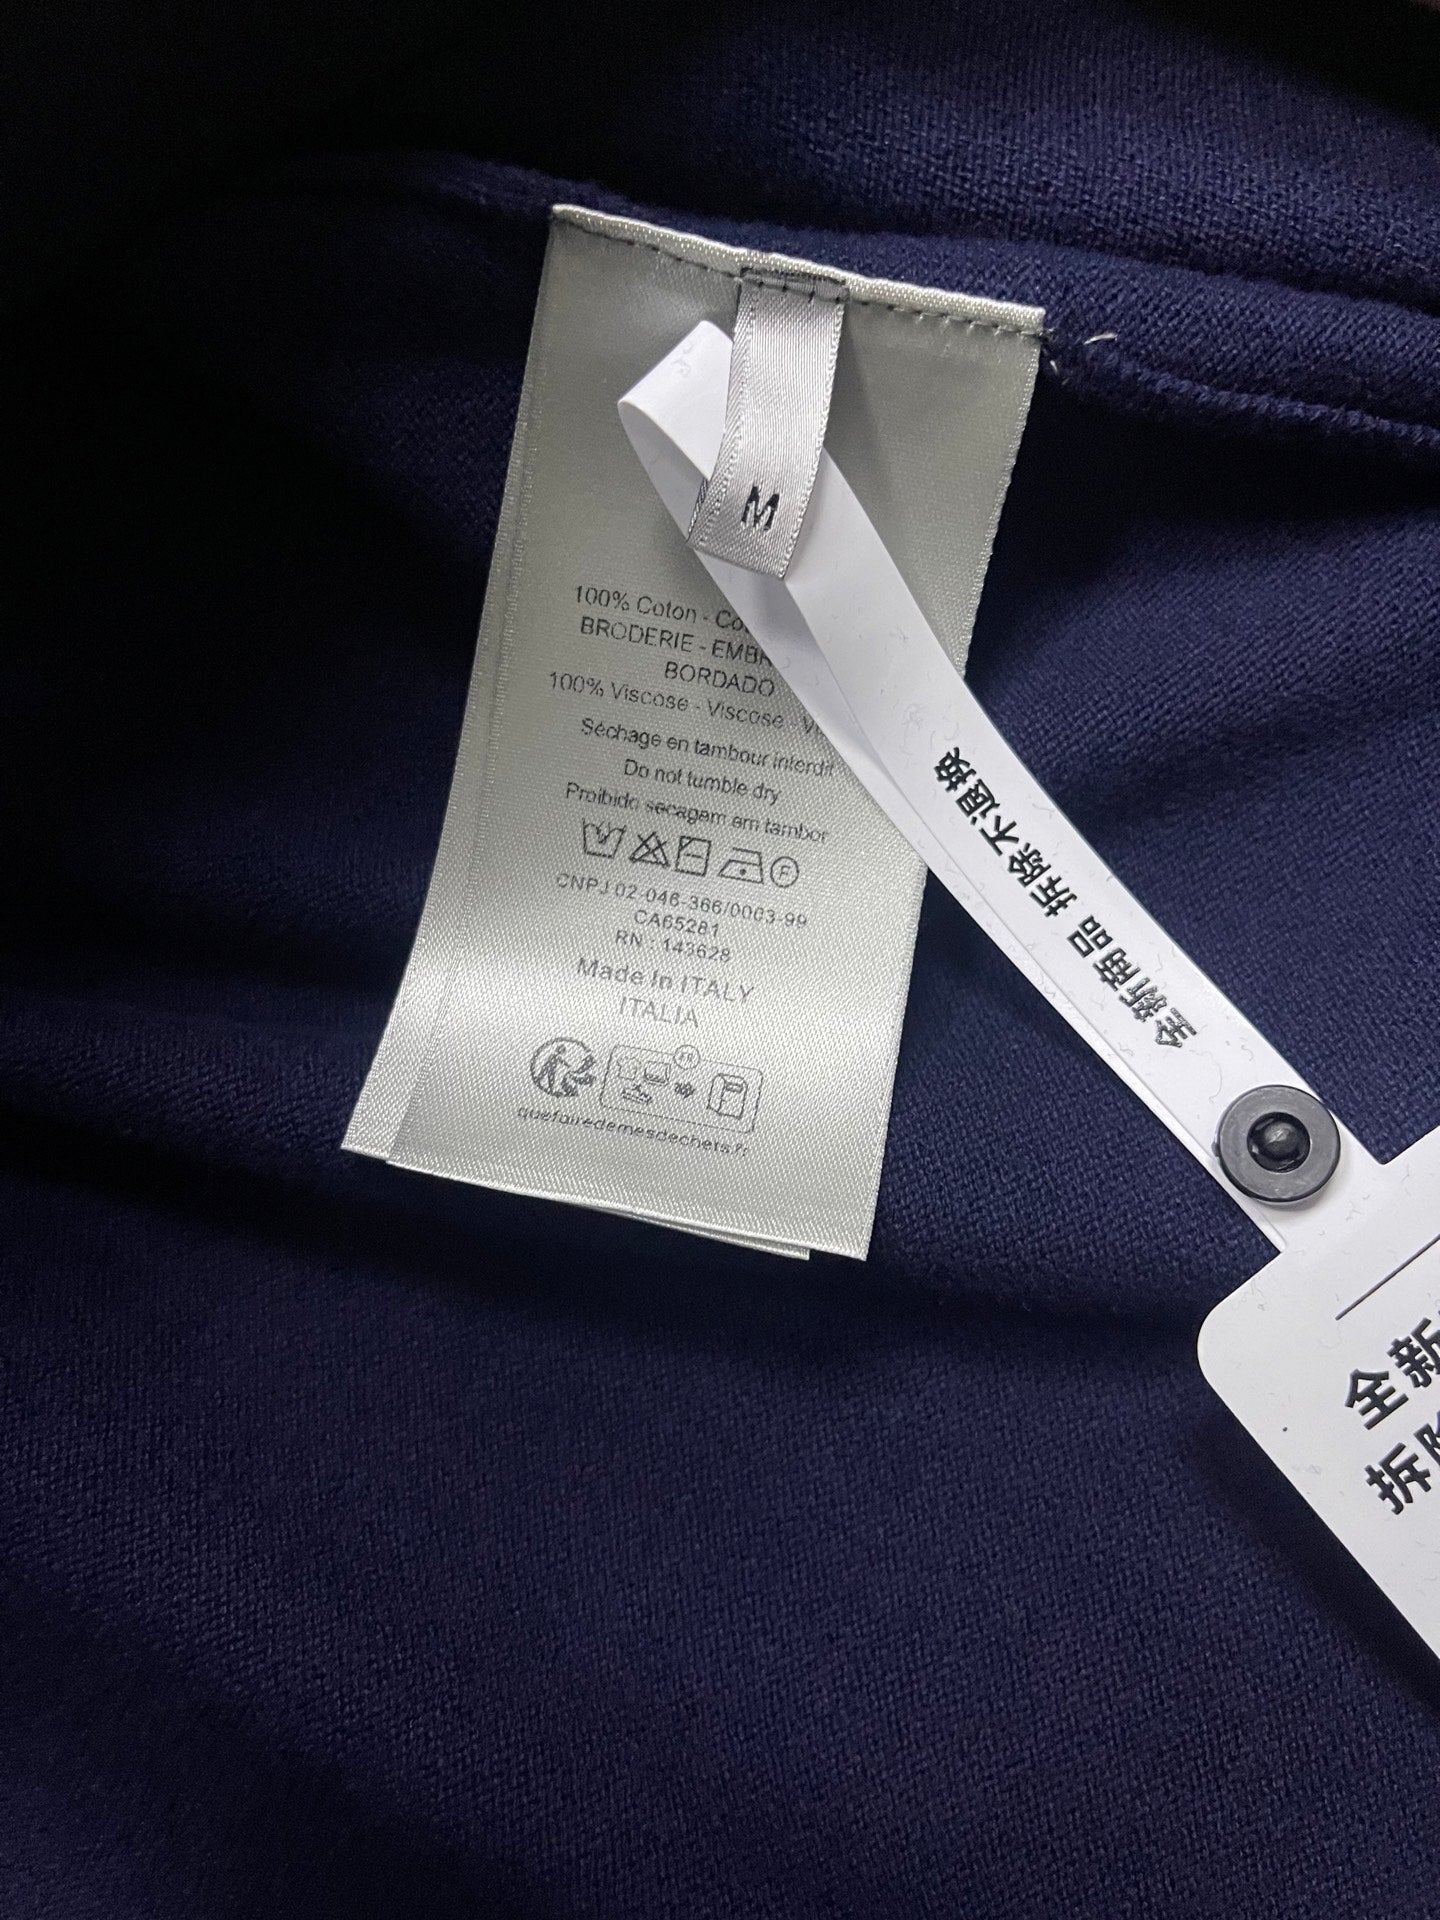 M
100% Coton - Co
BRODERIE - EMBR
BORDADO
100% Viscose - Viscose - V
Séchage en tambour interdit
Do not tumble dry
Proibido secagem em tambor
F
CNPJ 02-046-366/0003-99
CA65281
RN : 143628
Made In ITALY
ITALIA
FR
quefairedemesdechets.fr
全新商品 拆除不退换
全新
拆除